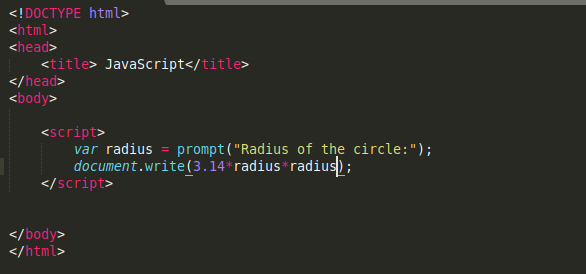 <!DOCTYPE html>
<html>
<head>
    <title> JavaScript</title>
</head>
<body>
    <script>
        var radius = prompt("Radius of the circle:");
        document.write(3.14*radius*radius);
    </script>
</body>
</html>